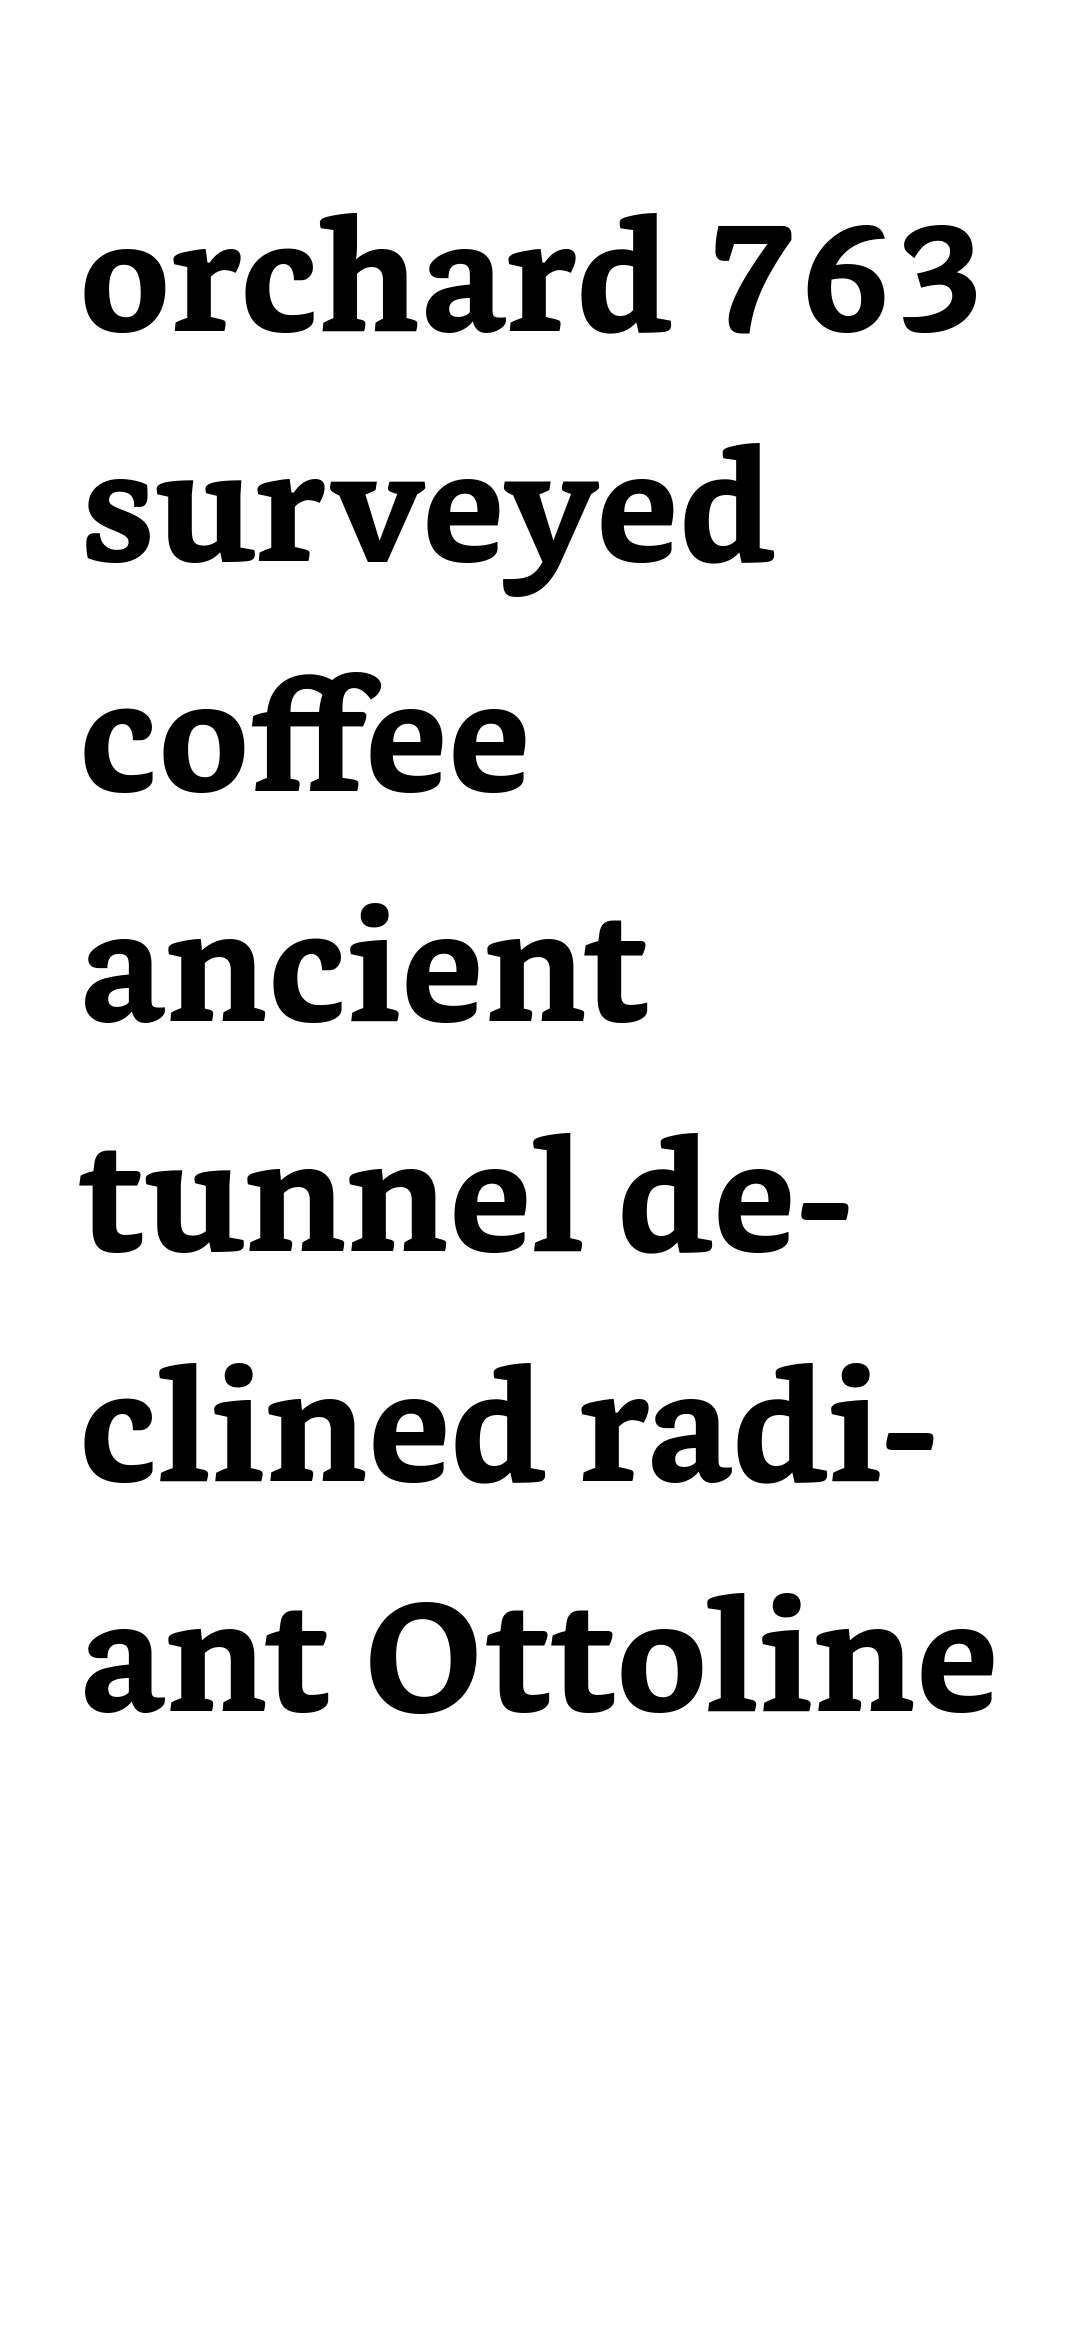 orchard 763
surveyed
coffee
ancient
tunnel de-
clined radi-
ant Ottoline